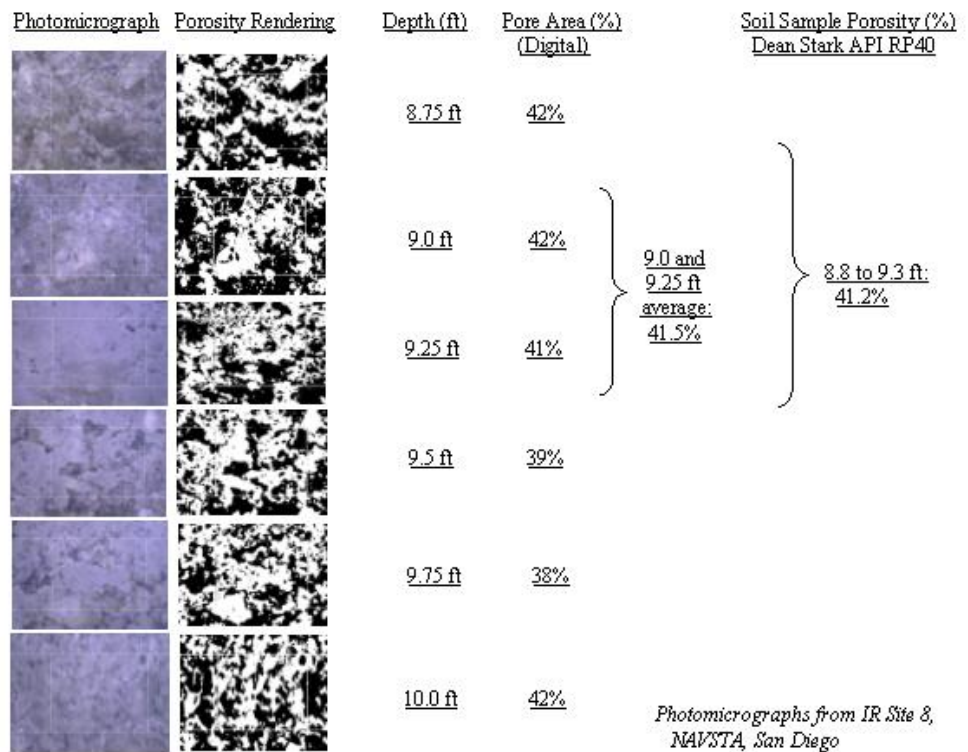 Photomicrograph Porosity Rendering Depth (ft) Pore Area (%) Soil Sample Porosity (%)
(Digital) Dean Stark API RP40
8.75 ft 42%
9.0 ft 42%
9.0 and
9.25 ft
average:
41.5%
8.8 to 9.3 ft:
41.2%
9.25 ft 41%
9.5 ft 39%
9.75 ft 38%
10.0 ft 42%
Photomicrographs from IR Site 8,
NAVSTA, San Diego